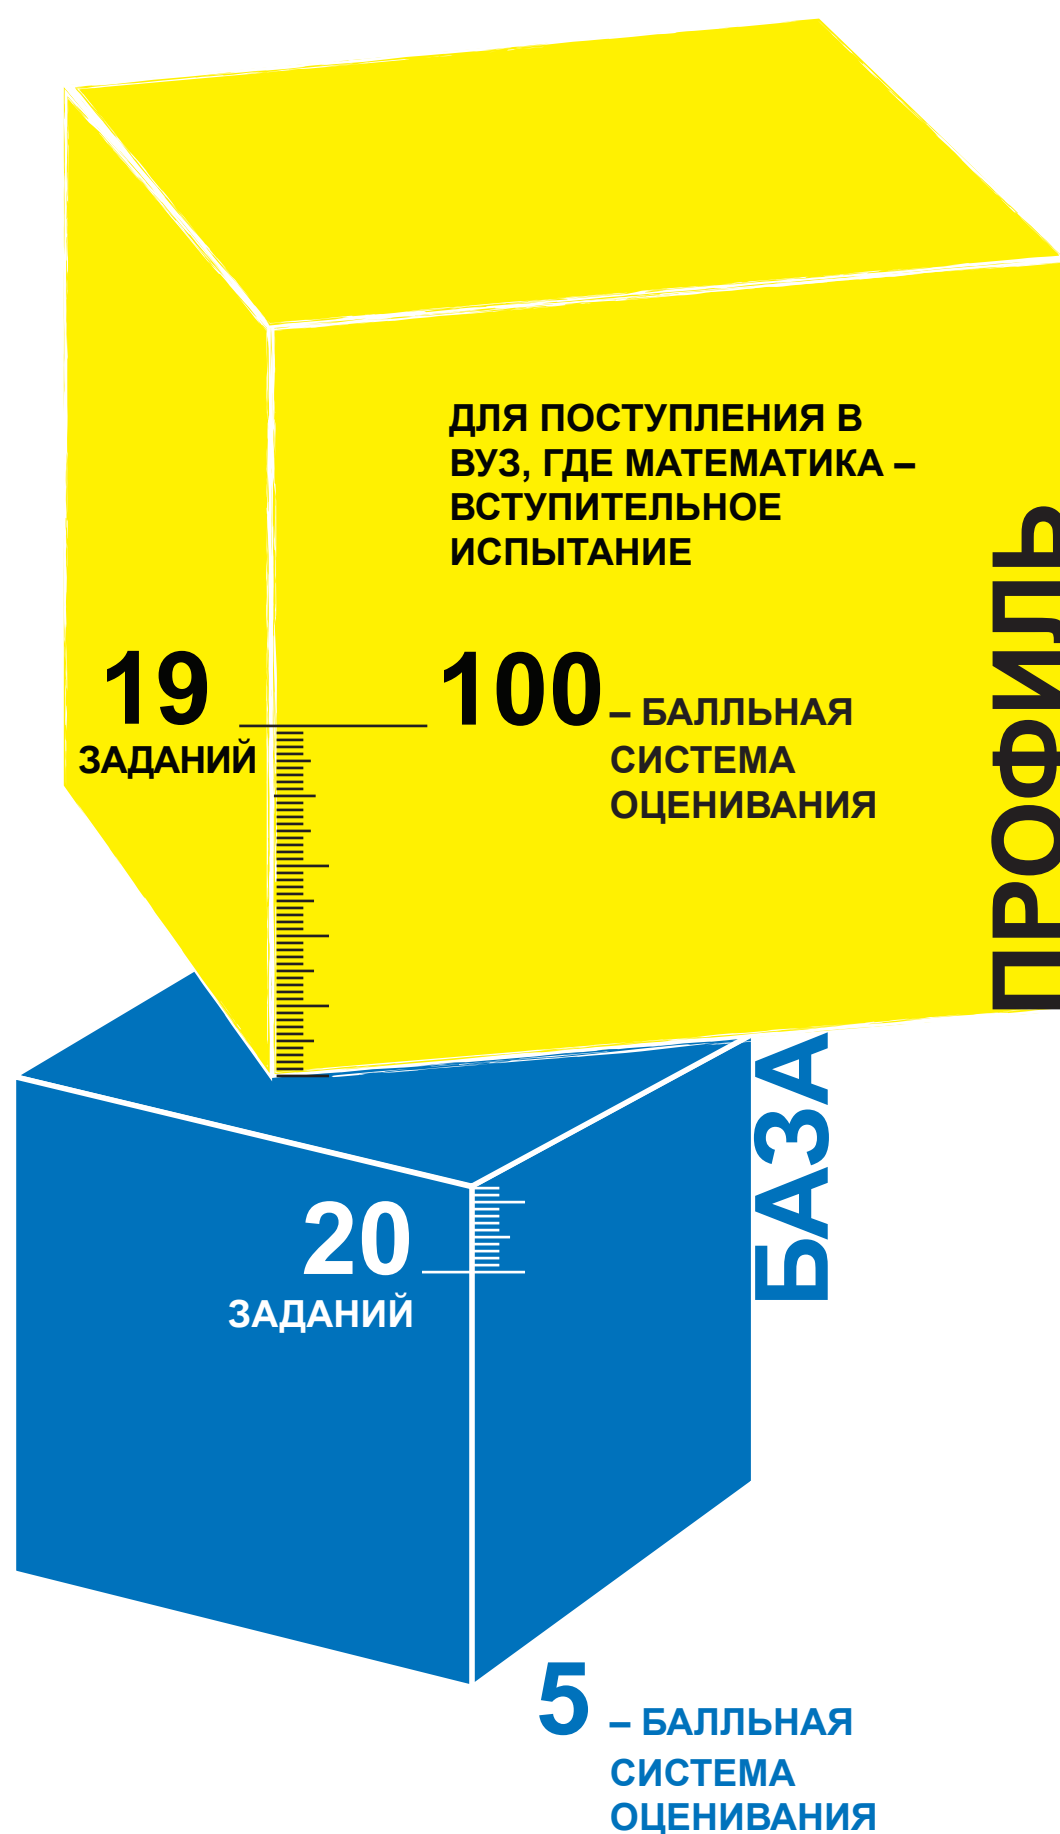 ДЛЯ ПОСТУПЛЕНИЯ В
ВУЗ, ГДЕ МАТЕМАТИКА –
ВСТУПИТЕЛЬНОЕ
ИСПЫТАНИЕ
19
ЗАДАНИЙ
100 – БАЛЛЬНАЯ
СИСТЕМА
ОЦЕНИВАНИЯ
ПРОФИЛЬ
БАЗА
20
ЗАДАНИЙ
5 – БАЛЛЬНАЯ
СИСТЕМА
ОЦЕНИВАНИЯ